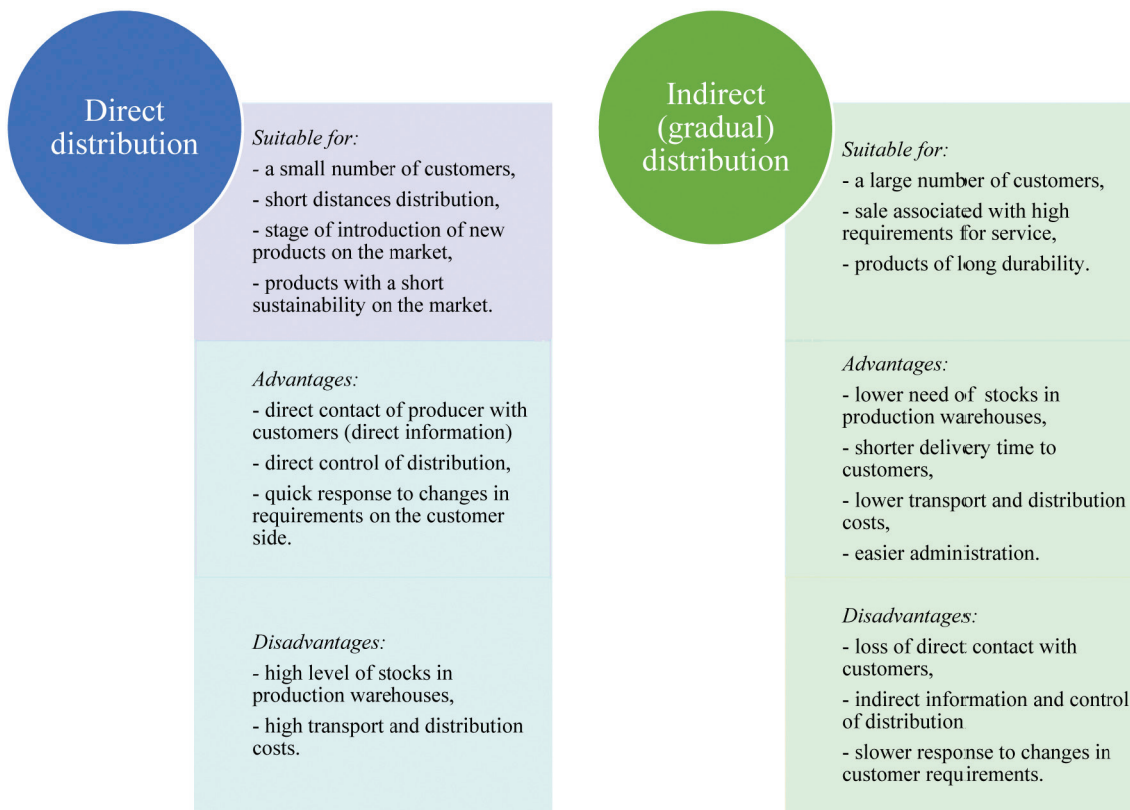 Direct
distribution
Suitable for:
- a small number of customers,
- short distances distribution,
- stage of introduction of new
products on the market,
- products with a short
sustainability on the market.
Advantages:
- direct contact of producer with
customers (direct information)
- direct control of distribution,
- quick response to changes in
requirements on the customer
side.
Disadvantages:
- high level of stocks in
production warehouses,
- high transport and distribution
costs.
Indirect
(gradual)
distribution
Suitable for:
- a large number of customers,
- sale associated with high
requirements for service,
- products of long durability.
Advantages:
- lower need of stocks in
production warehouses,
- shorter delivery time to
customers,
- lower transport and distribution
costs,
- easier administration.
Disadvantages:
- loss of direct contact with
customers,
- indirect information and control
of distribution
- slower response to changes in
customer requirements.